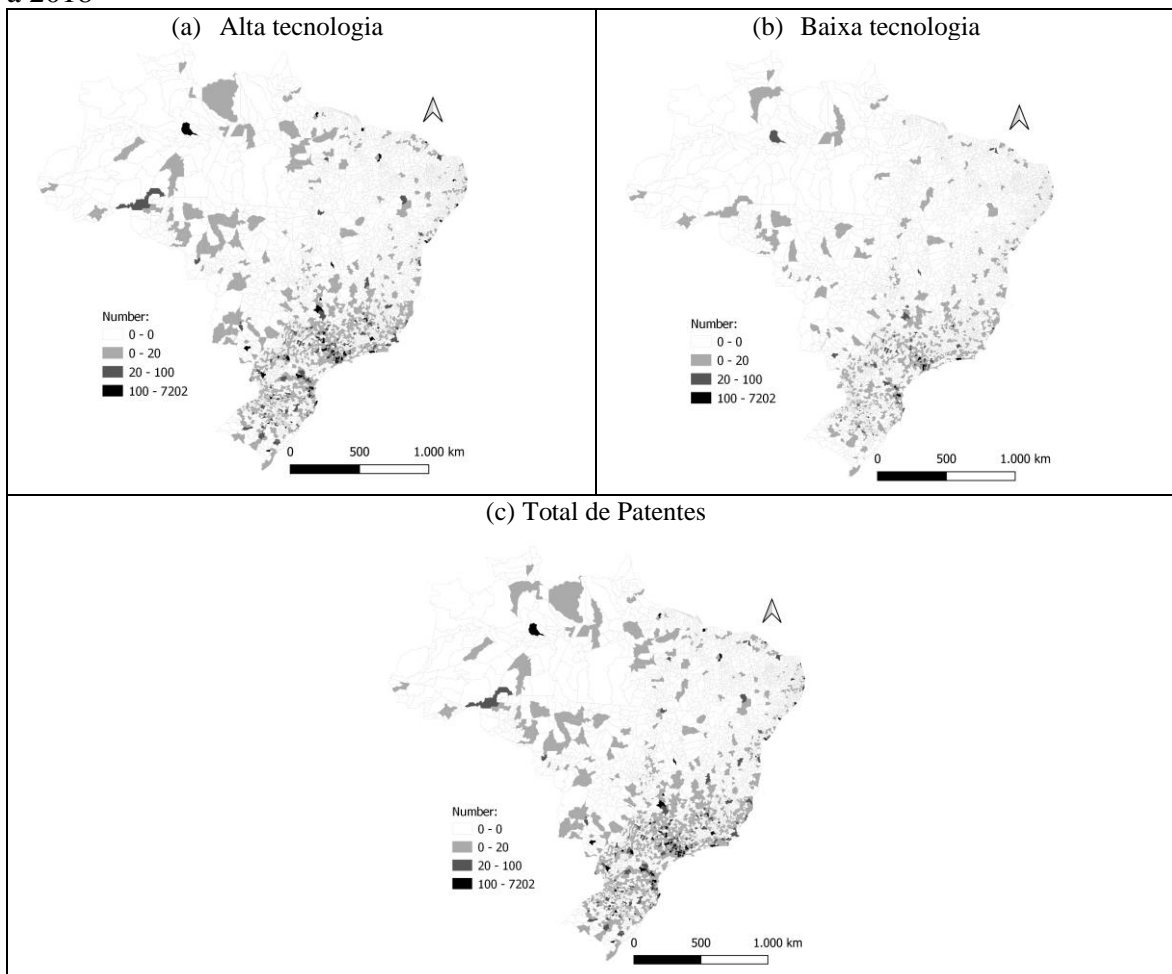 a 2018
(a) Alta tecnologia
(b) Baixa tecnologia
Number:
0 - 0
0 - 20
20 - 100
100 - 7202
0 500 1.000 km
Number:
0 - 0
0 - 20
20 - 100
100 - 7202
0 500 1.000 km
(c) Total de Patentes
Number:
0 - 0
0 - 20
20 - 100
100 - 7202
0 500 1.000 km